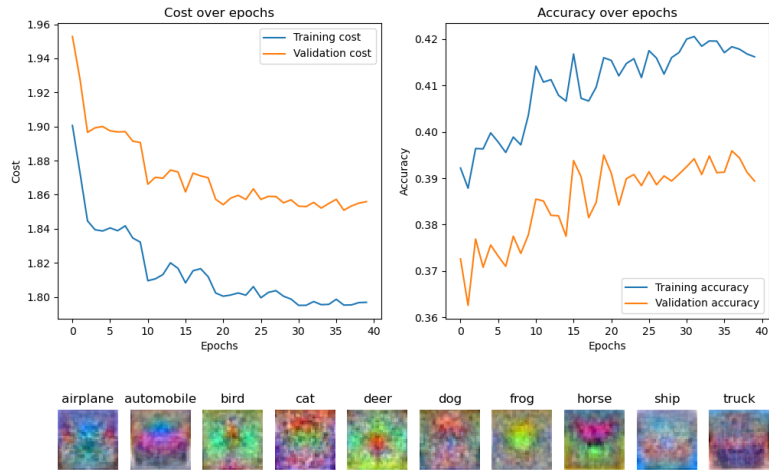 Cost over epochs
1.96
1.94
1.92
1.90
1.88
1.86
1.84
1.82
1.80
Cost
Training cost
Validation cost
0 5 10 15 20 25 30 35 40
Epochs
Accuracy over epochs
0.42
0.41
0.40
0.39
0.38
0.37
0.36
Accuracy
Training accuracy
Validation accuracy
0 5 10 15 20 25 30 35 40
Epochs
airplane automobile bird cat deer dog frog horse ship truck